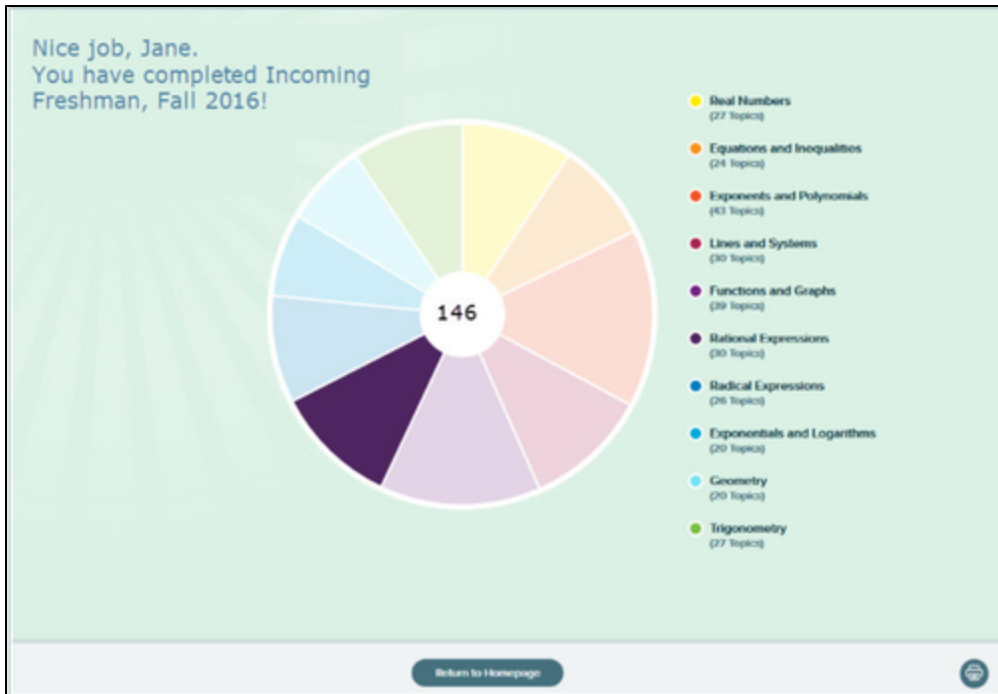 Nice job, Jane.
You have completed Incoming
Freshman, Fall 2016!
146
Real Numbers
(27 Topics)
Equations and Inequalities
(24 Topics)
Exponents and Polynomials
(43 Topics)
Lines and Systems
(30 Topics)
Functions and Graphs
(39 Topics)
Rational Expressions
(30 Topics)
Radical Expressions
(26 Topics)
Exponentials and Logarithms
(20 Topics)
Geometry
(20 Topics)
Trigonometry
(27 Topics)
Return to Homepage